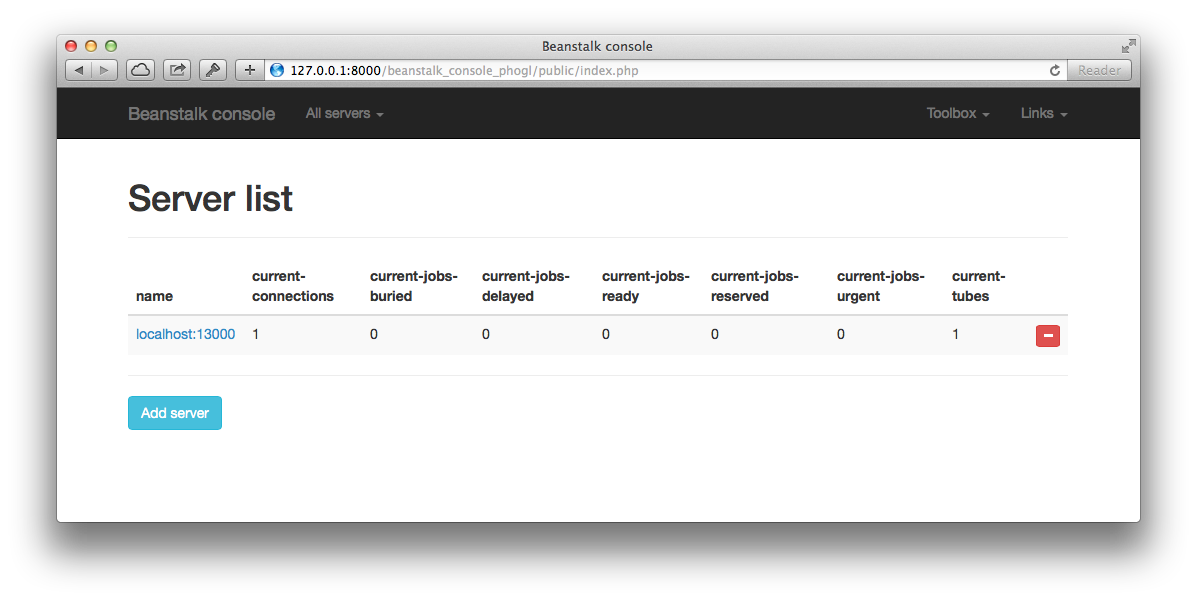 Beanstalk console
127.0.0.1:8000/beanstalk_console_phogl/public/index.php
Reader
Beanstalk console All servers Toolbox Links
Server list
name current-connections current-jobs-buried current-jobs-delayed current-jobs-ready current-jobs-reserved current-jobs-urgent current-tubes
localhost:13000 1 0 0 0 0 0 1
Add server